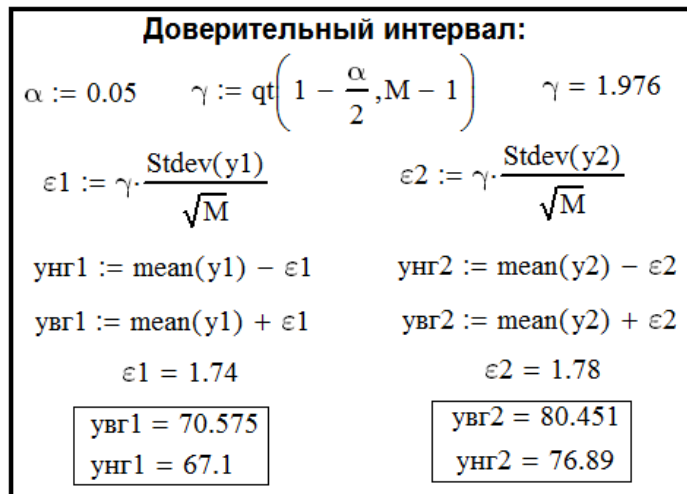 Доверительный интервал:
α := 0.05 γ := qt(1 − α/2, M − 1) γ = 1.976
ε1 := γ· Stdev(y1)/√M ε2 := γ· Stdev(y2)/√M
yнг1 := mean(y1) − ε1 yнг2 := mean(y2) − ε2
yвг1 := mean(y1) + ε1 yвг2 := mean(y2) + ε2
ε1 = 1.74 ε2 = 1.78
yвг1 = 70.575 yвг2 = 80.451
yнг1 = 67.1 yнг2 = 76.89